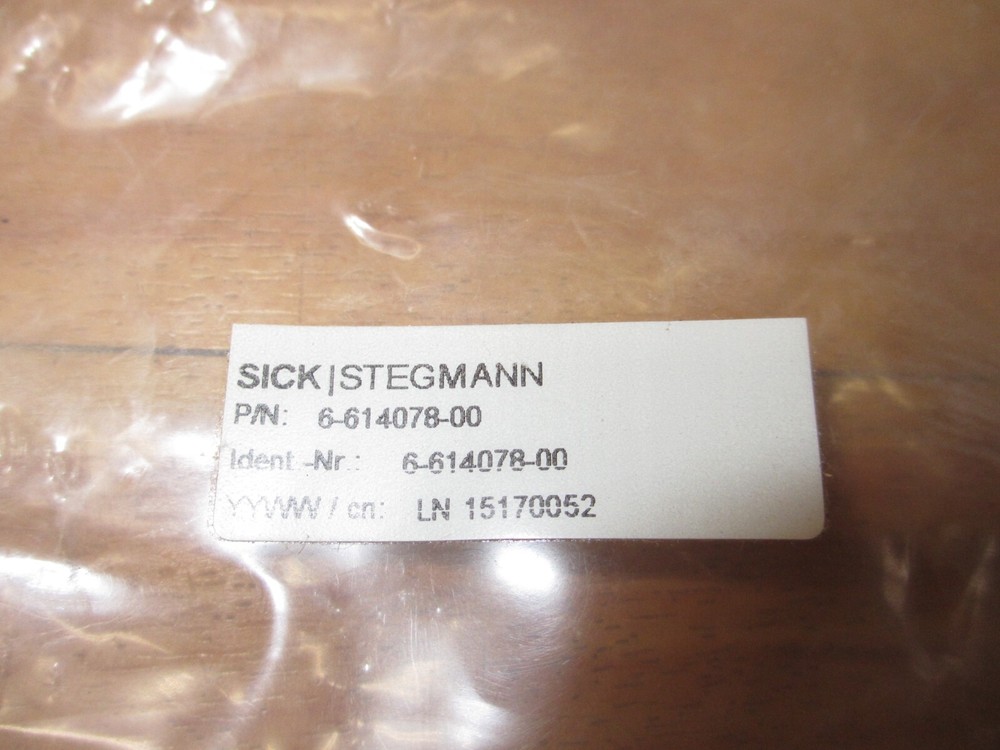 SICK|STEGMANN
P/N: 6-614078-00
Ident.-Nr.: 6-614078-00
YYWW / cn: LN 15170052